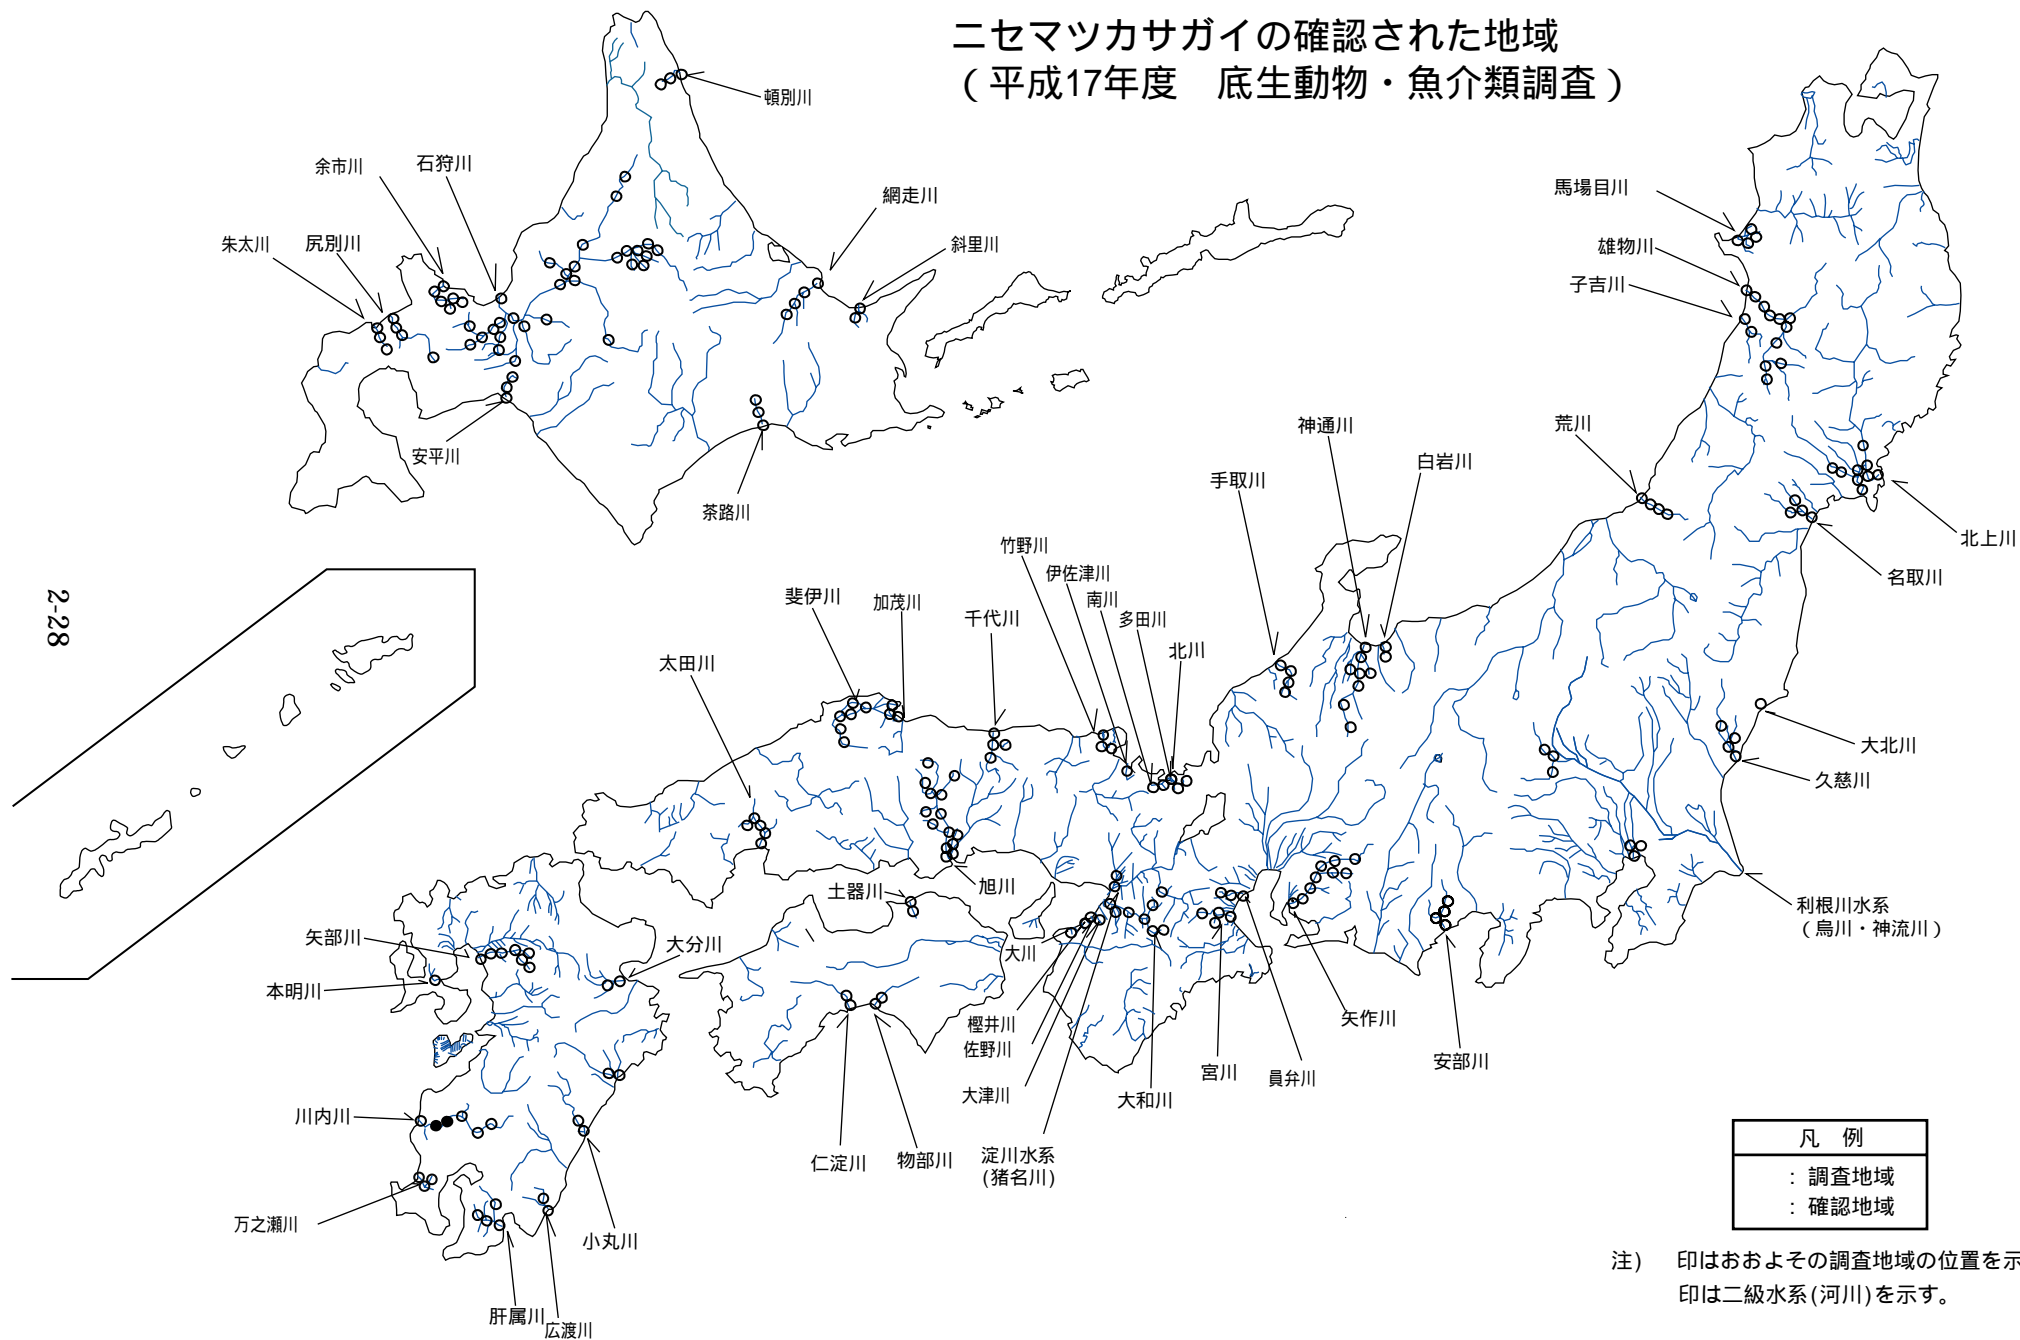 ニセマツカサガイの確認された地域
（平成17年度　底生動物・魚介類調査）
頓別川
余市川
石狩川
網走川
朱太川
尻別川
斜里川
安平川
茶路川
馬場目川
雄物川
子吉川
荒川
神通川
白岩川
手取川
北上川
名取川
竹野川
伊佐津川
南川
多田川
北川
斐伊川
加茂川
千代川
太田川
大北川
久慈川
旭川
土器川
利根川水系
（烏川・神流川）
矢部川
大分川
大川
本明川
樫井川
佐野川
矢作川
安部川
宮川
員弁川
大津川
大和川
川内川
仁淀川
物部川
淀川水系
(猪名川)
万之瀬川
小丸川
肝属川
広渡川
2-28
凡　例
：調査地域
：確認地域
注)　印はおおよその調査地域の位置を示
印は二級水系(河川)を示す。